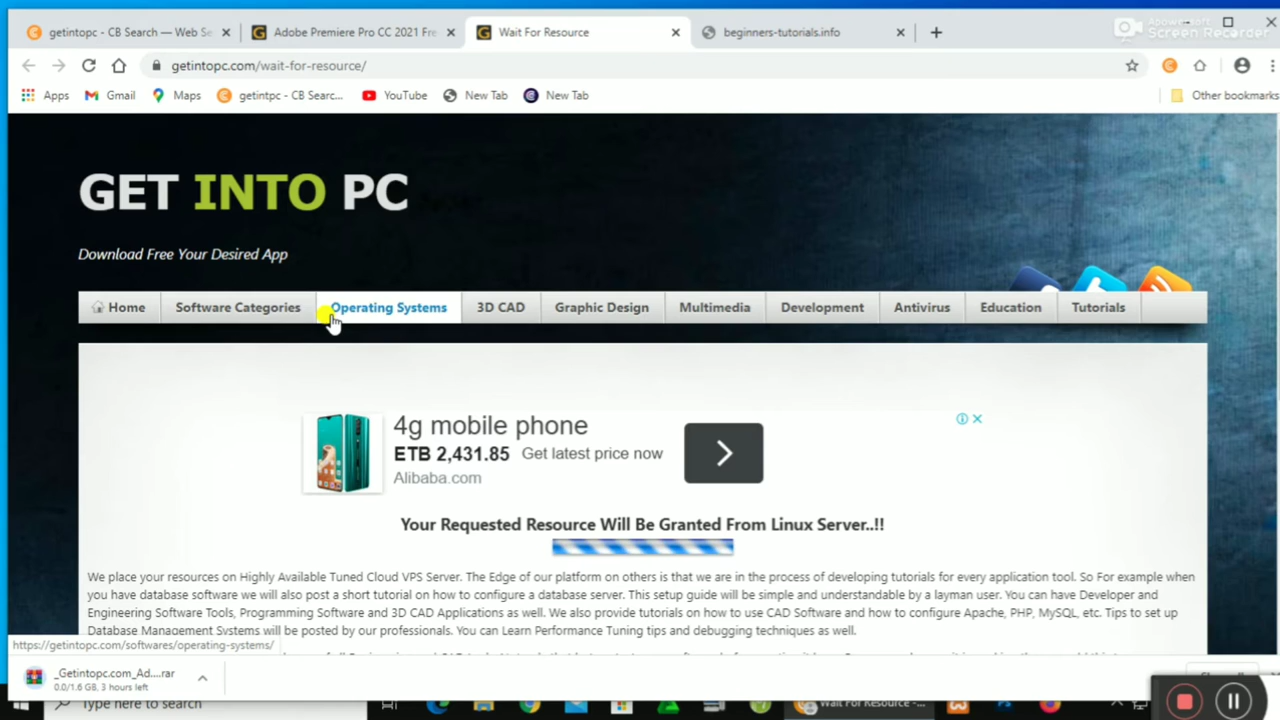 getintopc - CB Search — Web Se
Adobe Premiere Pro CC 2021 Fre
Wait For Resource
beginners-tutorials.info
Apowersoft
Screen Recorder
getintopc.com/wait-for-resource/
Apps
Gmail
Maps
getintpc - CB Searc...
YouTube
New Tab
New Tab
Other bookmarks
GET INTO PC
Download Free Your Desired App
Home
Software Categories
Operating Systems
3D CAD
Graphic Design
Multimedia
Development
Antivirus
Education
Tutorials
4g mobile phone
ETB 2,431.85 Get latest price now
Alibaba.com
Your Requested Resource Will Be Granted From Linux Server..!!
We place your resources on Highly Available Tuned Cloud VPS Server. The Edge of our platform on others is that we are in the process of developing tutorials for every application tool. So For example when
you have database software we will also post a short tutorial on how to configure a database server. This setup guide will be simple and understandable by a layman user. You can have Developer and
Engineering Software Tools, Programming Software and 3D CAD Applications as well. We also provide tutorials on how to use CAD Software and how to configure Apache, PHP, MySQL, etc. Tips to set up
Database Management Systems will be posted by our professionals. You can Learn Performance Tuning tips and debugging techniques as well.
https://getintopc.com/softwares/operating-systems/
_Getintopc.com_Ad....rar
0.0/1.6 GB, 3 hours left
Type here to search
Wait For Resource -...